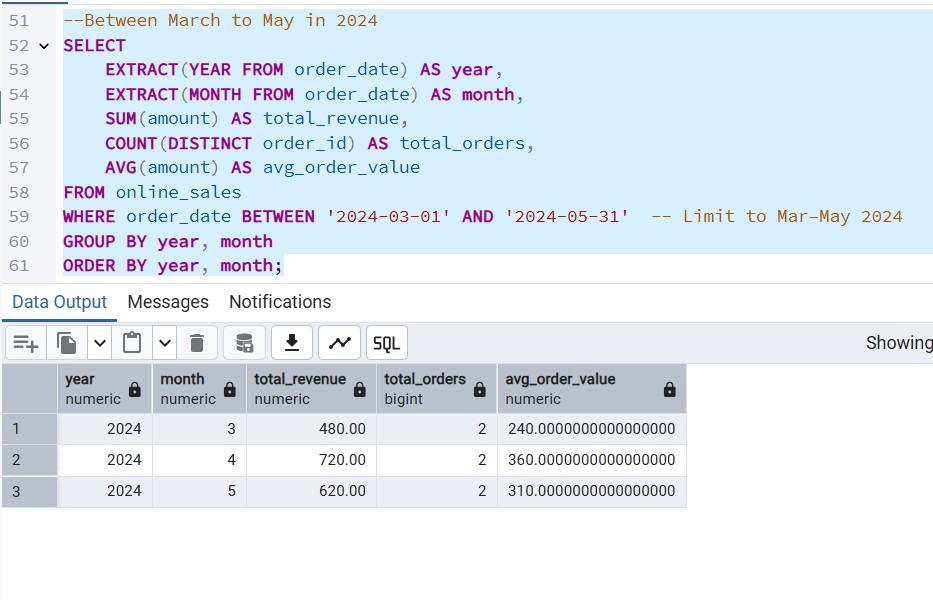 51 --Between March to May in 2024
52 SELECT
53 EXTRACT(YEAR FROM order_date) AS year,
54 EXTRACT(MONTH FROM order_date) AS month,
55 SUM(amount) AS total_revenue,
56 COUNT(DISTINCT order_id) AS total_orders,
57 AVG(amount) AS avg_order_value
58 FROM online_sales
59 WHERE order_date BETWEEN '2024-03-01' AND '2024-05-31' -- Limit to Mar–May 2024
60 GROUP BY year, month
61 ORDER BY year, month;
Data Output Messages Notifications
SQL Showing
year month total_revenue total_orders avg_order_value
numeric numeric numeric bigint numeric
1 2024 3 480.00 2 240.0000000000000000
2 2024 4 720.00 2 360.0000000000000000
3 2024 5 620.00 2 310.0000000000000000